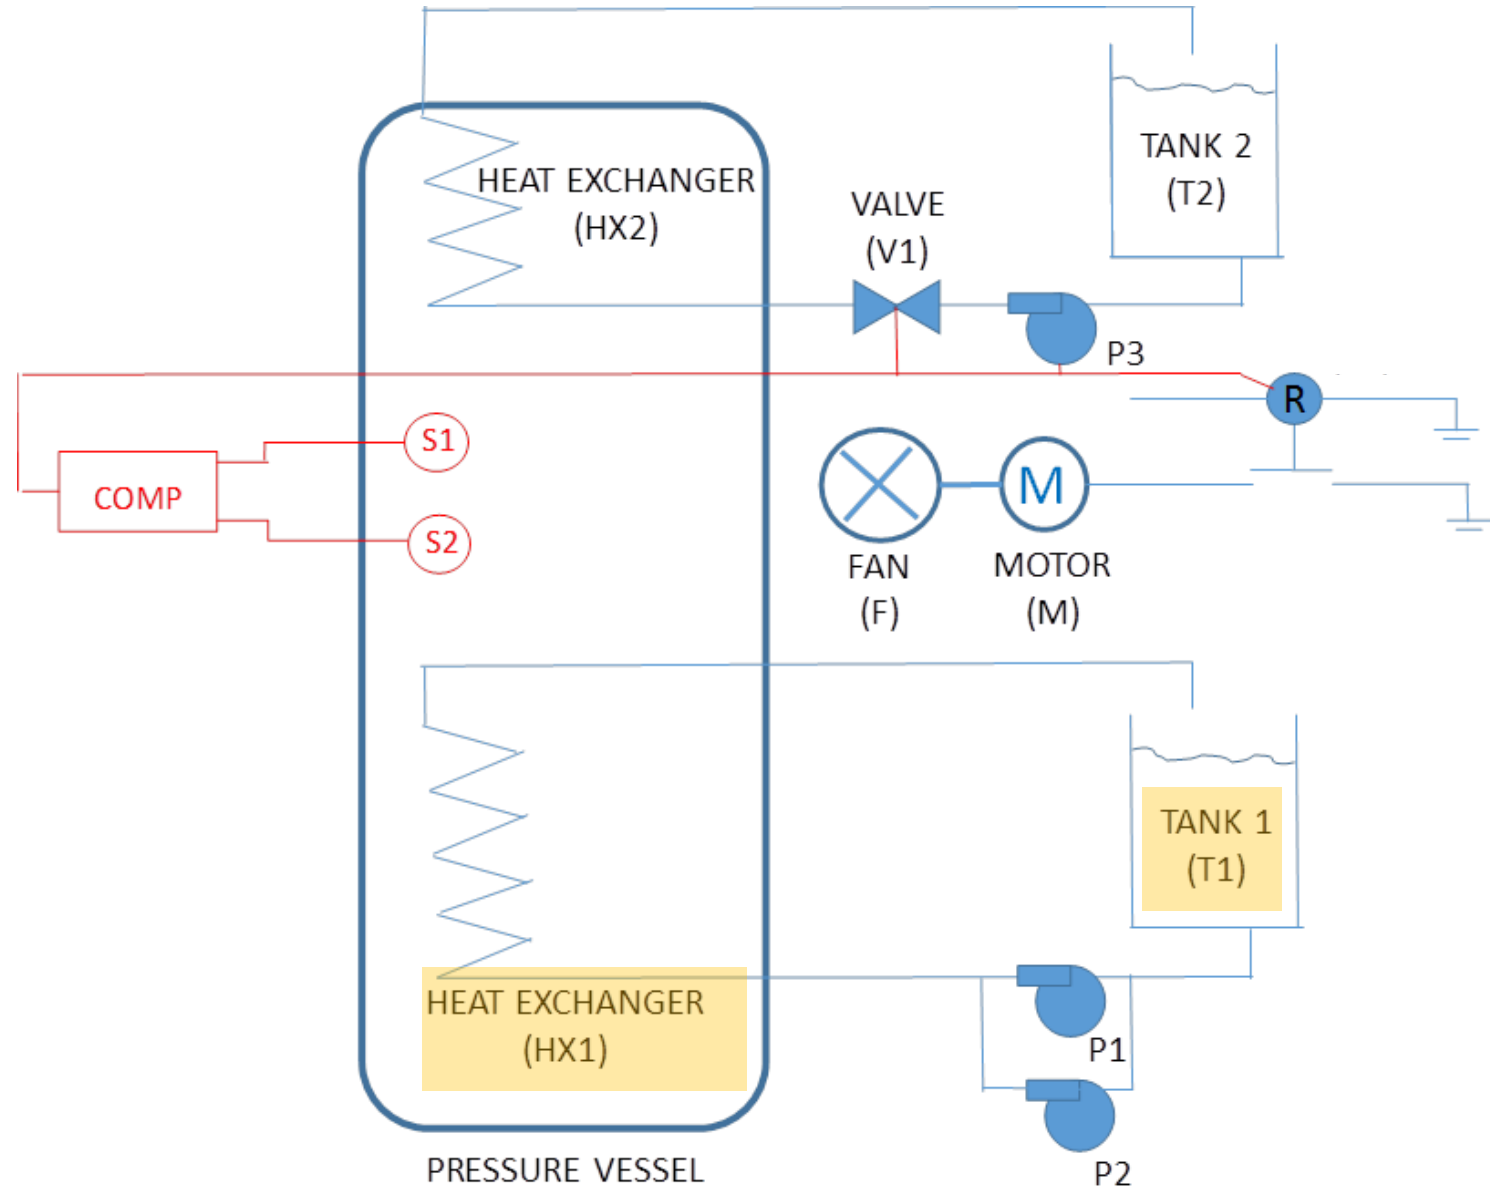 TANK 2
(T2)
HEAT EXCHANGER
(HX2)
VALVE
(V1)
P3
R
S1
COMP
S2
M
FAN
(F)
MOTOR
(M)
TANK 1
(T1)
HEAT EXCHANGER
(HX1)
P1
P2
PRESSURE VESSEL